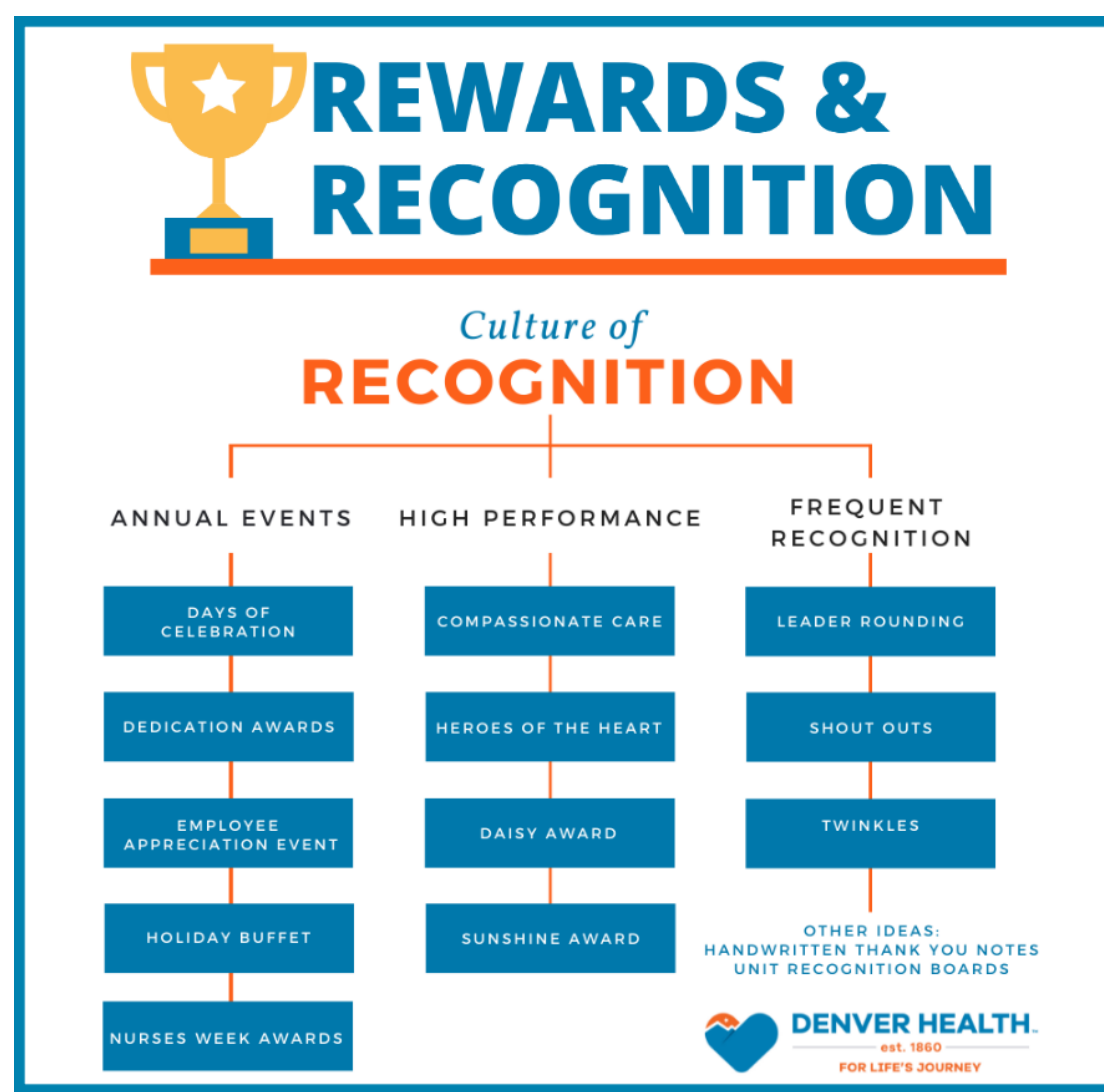 REWARDS &
RECOGNITION
Culture of
RECOGNITION
ANNUAL EVENTS
DAYS OF
CELEBRATION
DEDICATION AWARDS
EMPLOYEE
APPRECIATION EVENT
HOLIDAY BUFFET
NURSES WEEK AWARDS
HIGH PERFORMANCE
COMPASSIONATE CARE
HEROES OF THE HEART
DAISY AWARD
SUNSHINE AWARD
FREQUENT
RECOGNITION
LEADER ROUNDING
SHOUT OUTS
TWINKLES
OTHER IDEAS:
HANDWRITTEN THANK YOU NOTES
UNIT RECOGNITION BOARDS
DENVER HEALTH™
est. 1860
FOR LIFE'S JOURNEY